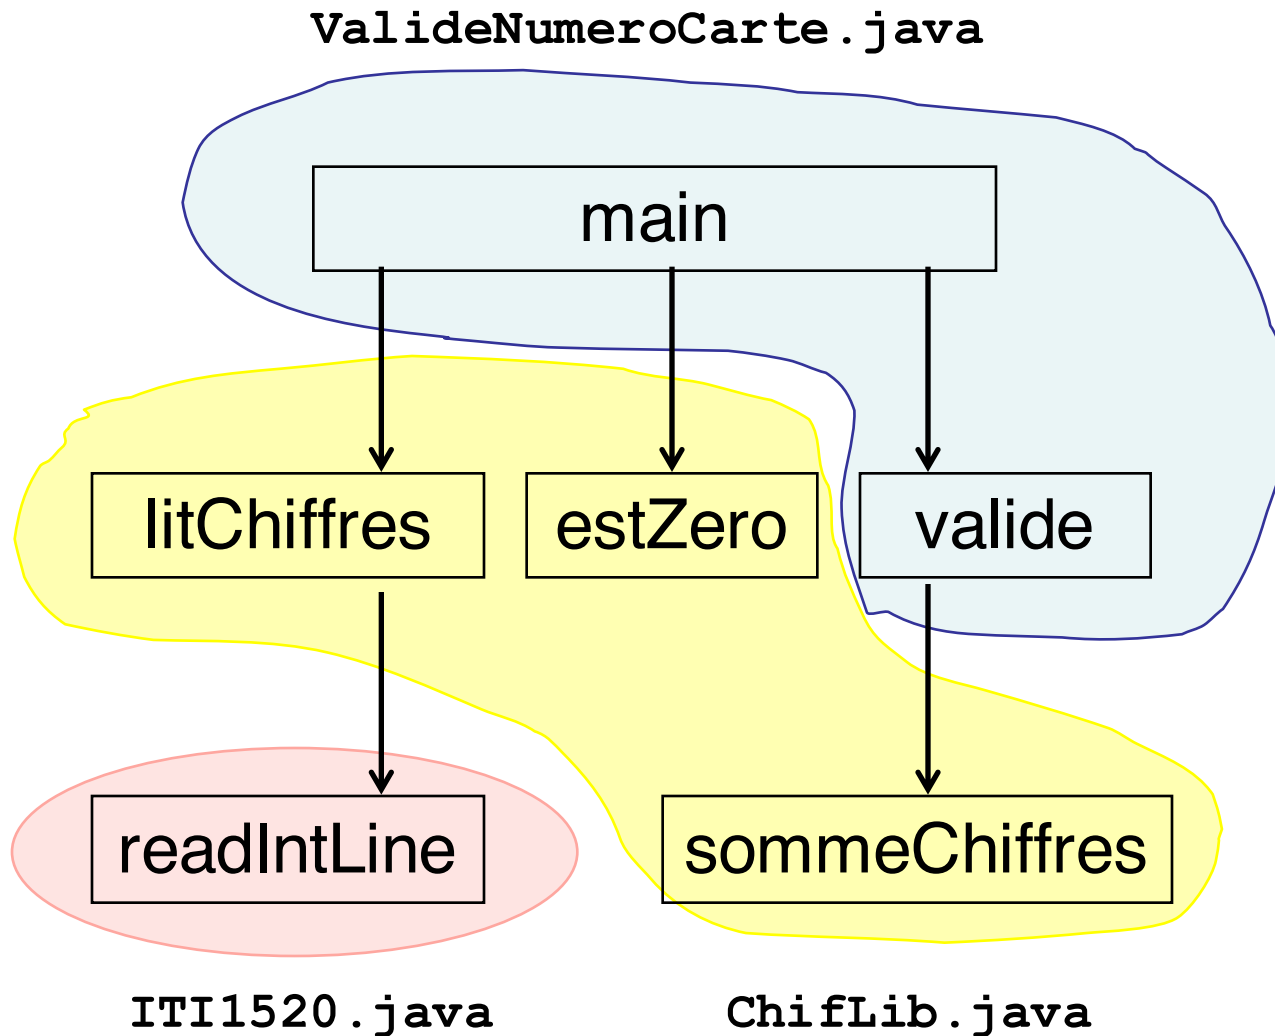 ValideNumeroCarte.java
main
litChiffres
estZero
valide
readIntLine
sommeChiffres
ITI1520.java
ChifLib.java